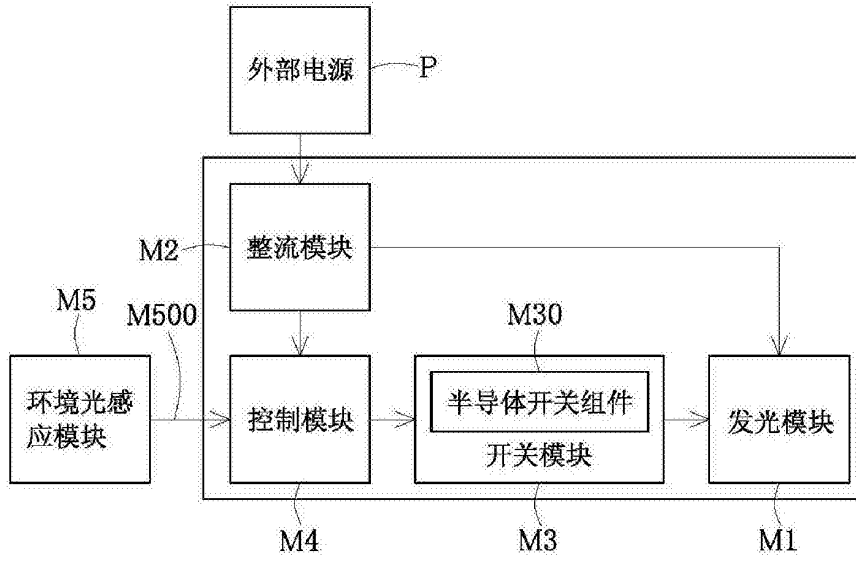 外部电源
P
M2
整流模块
M5
M500
M30
环境光感
应模块
控制模块
半导体开关组件
开关模块
发光模块
M4
M3
M1